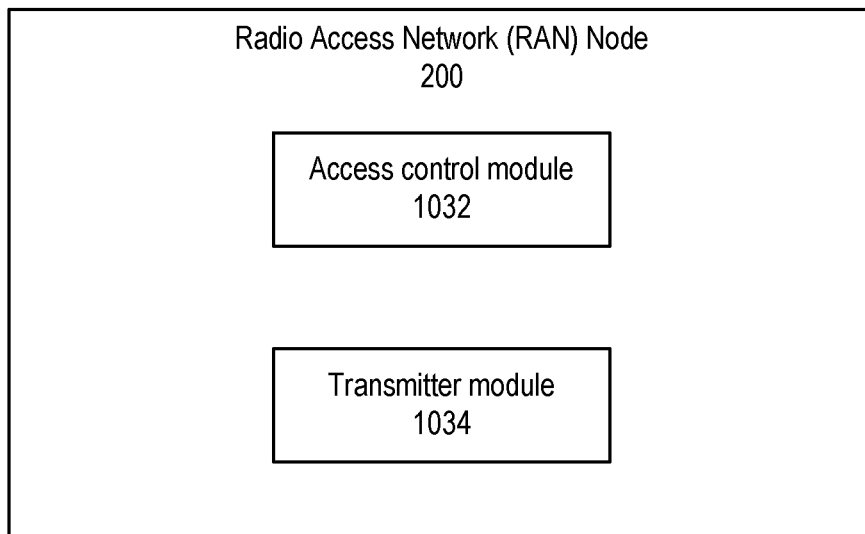 Radio Access Network (RAN) Node
200
Access control module
1032
Transmitter module
1034